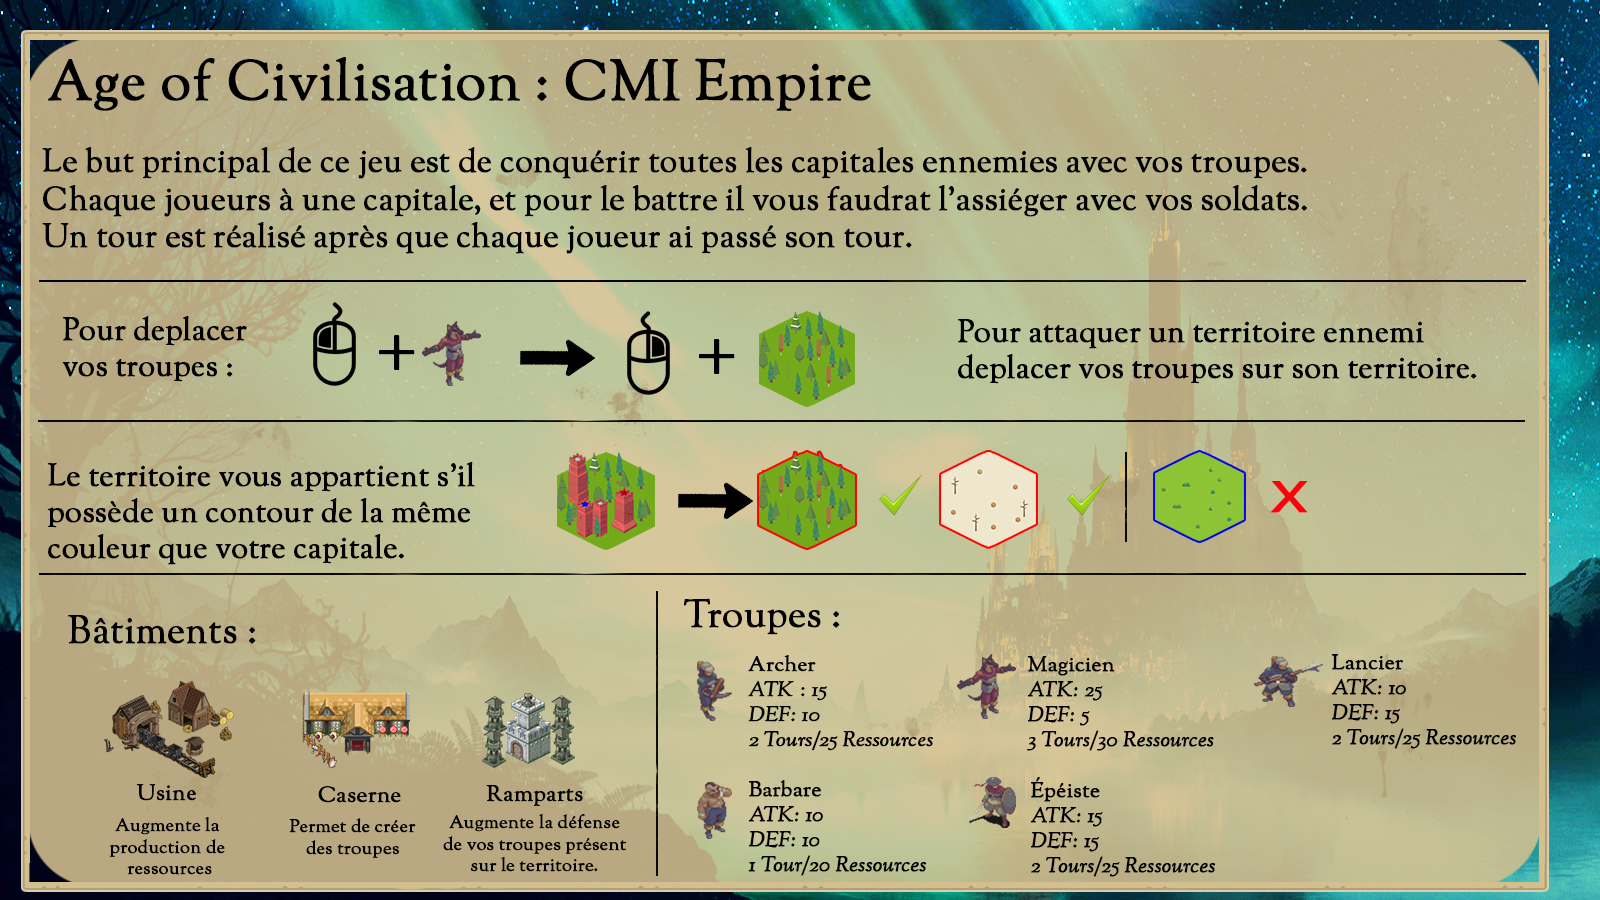 Age of Civilisation : CMI Empire
Le but principal de ce jeu est de conquérir toutes les capitales ennemies avec vos troupes.
Chaque joueurs à une capitale, et pour le battre il vous faudrat l'assiéger avec vos soldats.
Un tour est réalisé après que chaque joueur ai passé son tour.
Pour deplacer
vos troupes :
Pour attaquer un territoire ennemi
deplacer vos troupes sur son territoire.
Le territoire vous appartient s'il
possède un contour de la même
couleur que votre capitale.
Bâtiments :
Usine
Augmente la
production de
ressources
Caserne
Permet de créer
des troupes
Ramparts
Augmente la défense
de vos troupes présent
sur le territoire.
Troupes :
Archer
ATK : 15
DEF: 10
2 Tours/25 Ressources
Magicien
ATK: 25
DEF: 5
3 Tours/30 Ressources
Lancier
ATK: 10
DEF: 15
2 Tours/25 Ressources
Barbare
ATK: 10
DEF: 10
1 Tour/20 Ressources
Épéiste
ATK: 15
DEF: 15
2 Tours/25 Ressources